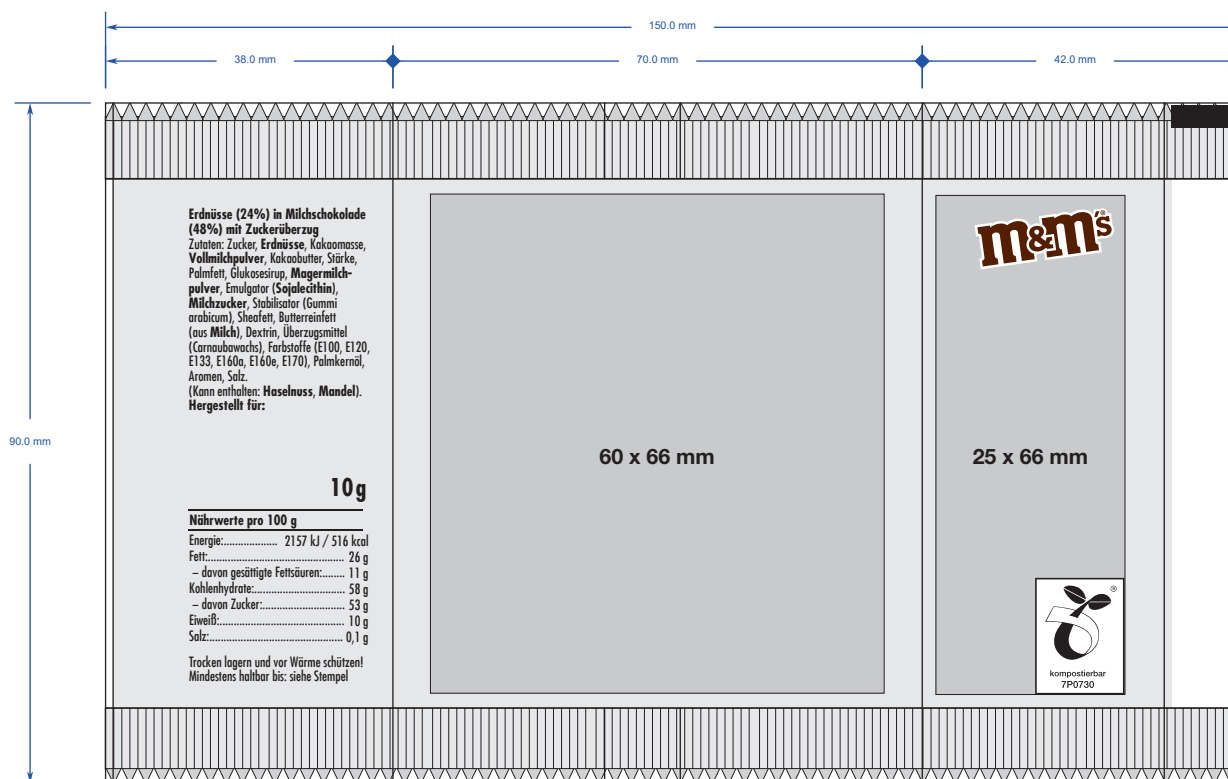 150.0 mm
38.0 mm
70.0 mm
42.0 mm
90.0 mm
Erdnüsse (24%) in Milchschokolade
(48%) mit Zuckerüberzug
Zutaten: Zucker, Erdnüsse, Kakaomasse,
Vollmilchpulver, Kakaobutter, Stärke,
Palmfett, Glukosesirup, Magermilch-
pulver, Emulgator (Sojalecithin),
Milchzucker, Stabilisator (Gummi
arabicum), Sheafett, Butterreinfett
(aus Milch), Dextrin, Überzugsmittel
(Carnaubawachs), Farbstoffe (E100, E120,
E133, E160a, E160e, E170), Palmkernöl,
Aromen, Salz.
(Kann enthalten: Haselnuss, Mandel).
Hergestellt für:
10g
Nährwerte pro 100 g
Energie:.................... 2157 kJ / 516 kcal
Fett:................................................ 26 g
– davon gesättigte Fettsäuren:........ 11 g
Kohlenhydrate:................................ 58 g
– davon Zucker:............................. 53 g
Eiweiß:............................................ 10 g
Salz:............................................... 0,1 g
Trocken lagern und vor Wärme schützen!
Mindestens haltbar bis: siehe Stempel
60 x 66 mm
m&m's®
25 x 66 mm
®
kompostierbar
7P0730